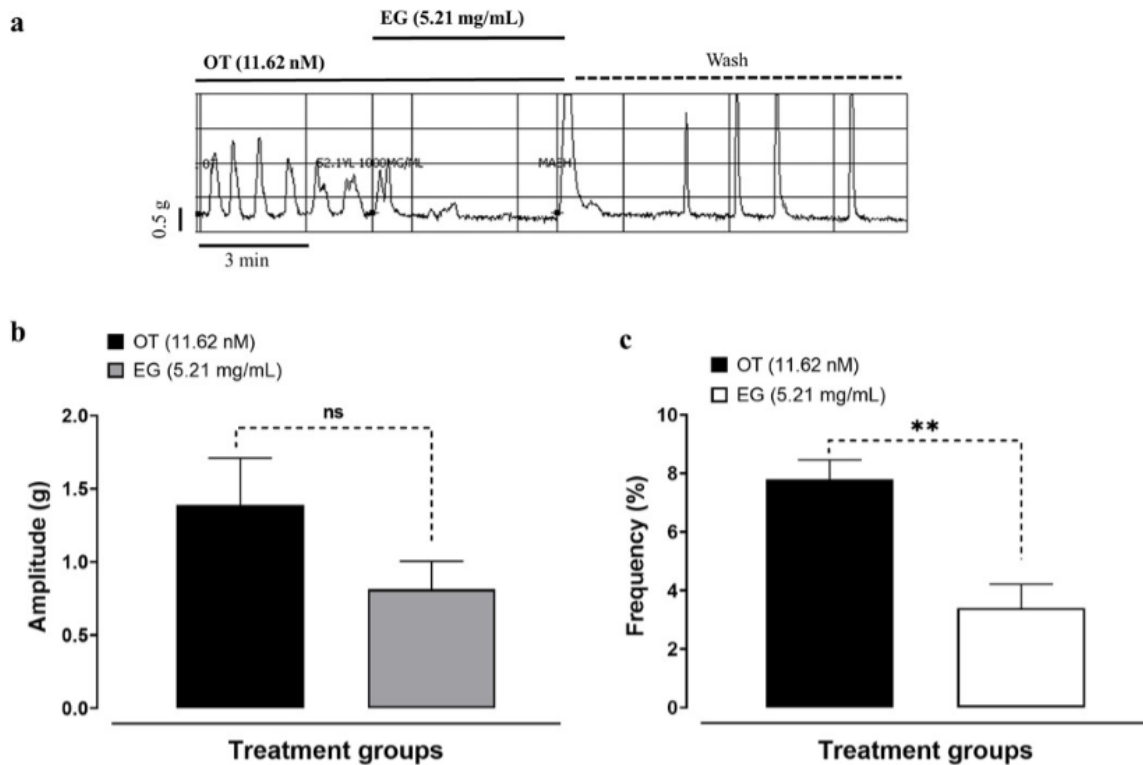 a
EG (5.21 mg/mL)
OT (11.62 nM)
Wash
0.5 g
3 min
b
OT (11.62 nM)
EG (5.21 mg/mL)
ns
2.0
1.5
1.0
0.5
0.0
Amplitude (g)
Treatment groups
c
OT (11.62 nM)
EG (5.21 mg/mL)
**
10
8
6
4
2
0
Frequency (%)
Treatment groups